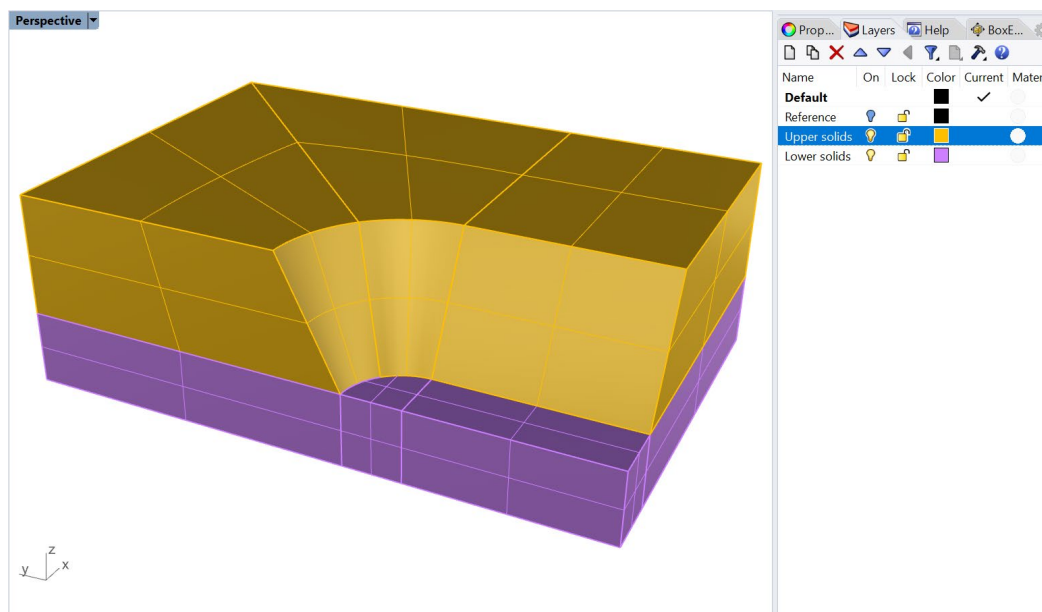 Perspective
Prop... Layers Help BoxE...
Name On Lock Color Current Mater
Default
Reference
Upper solids
Lower solids
z
y x